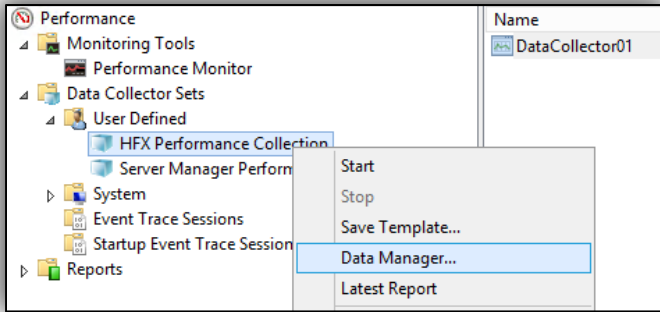 Performance
Monitoring Tools
Performance Monitor
Data Collector Sets
User Defined
HFX Performance Collection
Server Manager Perform
System
Event Trace Sessions
Startup Event Trace Session
Reports
Start
Stop
Save Template...
Data Manager...
Latest Report
Name
DataCollector01